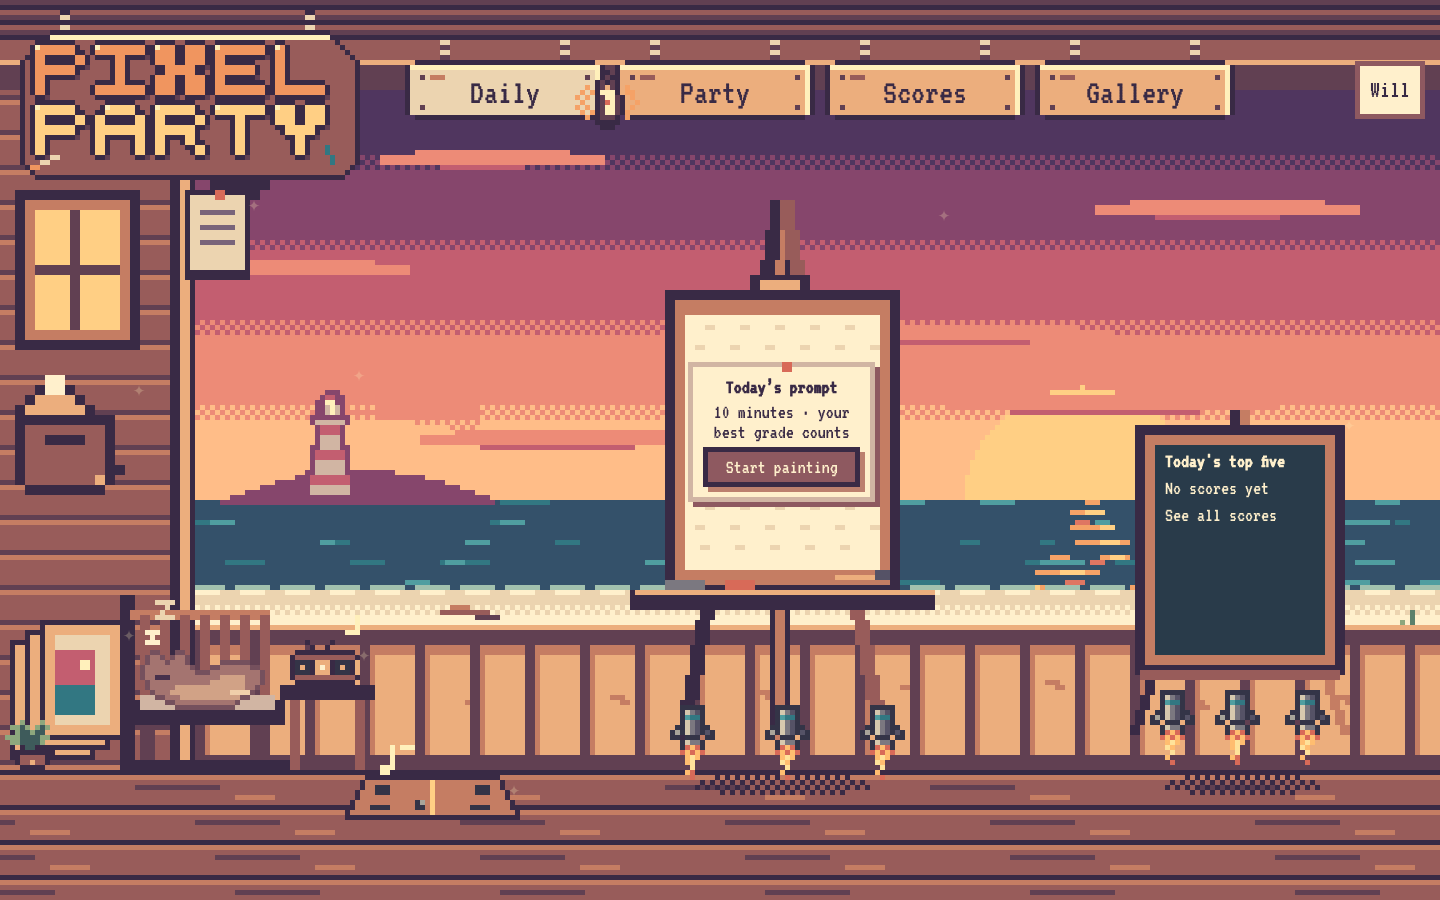 PIXEL
PARTY
Daily
Party
Scores
Gallery
Will
Today's prompt
10 minutes · your
best grade counts
Start painting
Today's top five
No scores yet
See all scores